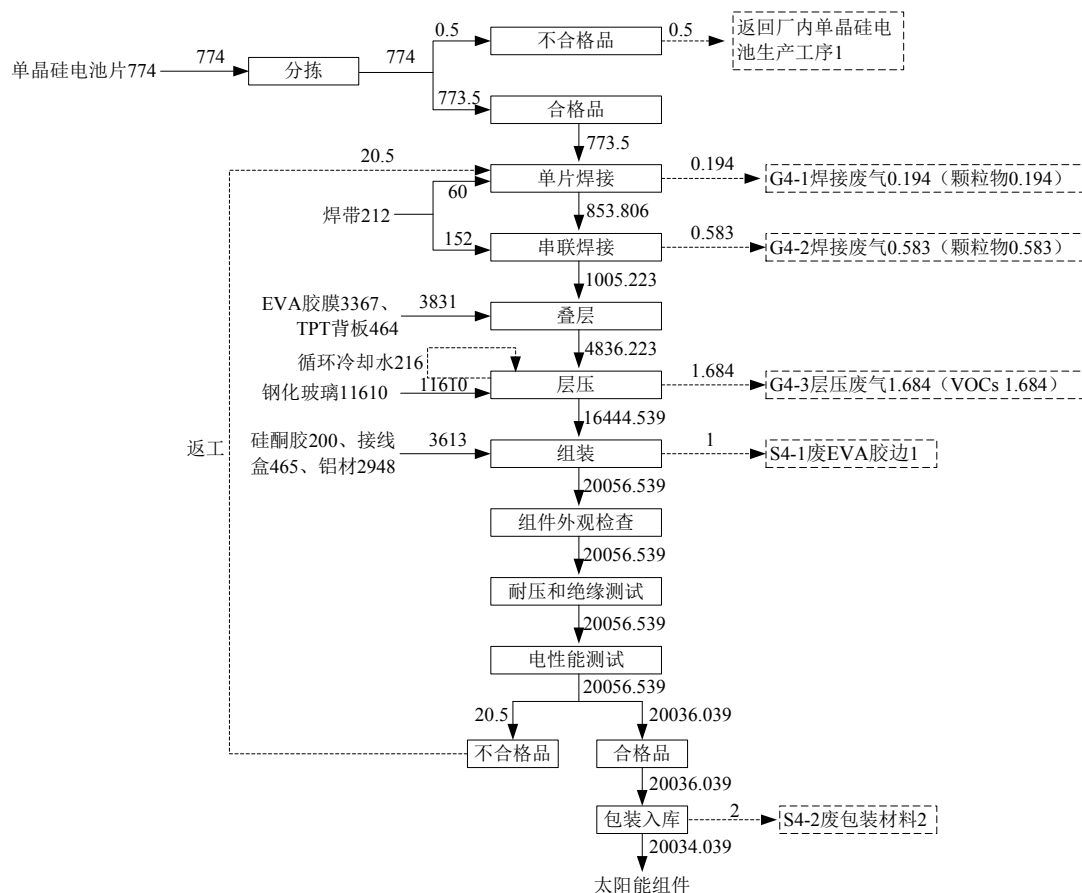 0.5
不合格品
0.5
返回厂内单晶硅电
池生产工序1
单晶硅电池片774
774
分拣
774
773.5
合格品
773.5
20.5
单片焊接
0.194
G4-1焊接废气0.194（颗粒物0.194）
60
853.806
焊带212
152
串联焊接
0.583
G4-2焊接废气0.583（颗粒物0.583）
1005.223
EVA胶膜3367、
TPT背板464
3831
叠层
4836.223
循环冷却水216
钢化玻璃11610
11610
层压
1.684
G4-3层压废气1.684（VOCs 1.684）
16444.539
返工
硅酮胶200、接线
盒465、铝材2948
3613
组装
1
S4-1废EVA胶边1
20056.539
组件外观检查
20056.539
耐压和绝缘测试
20056.539
电性能测试
20056.539
20.5
20036.039
不合格品
合格品
20036.039
包装入库
2
S4-2废包装材料2
20034.039
太阳能组件